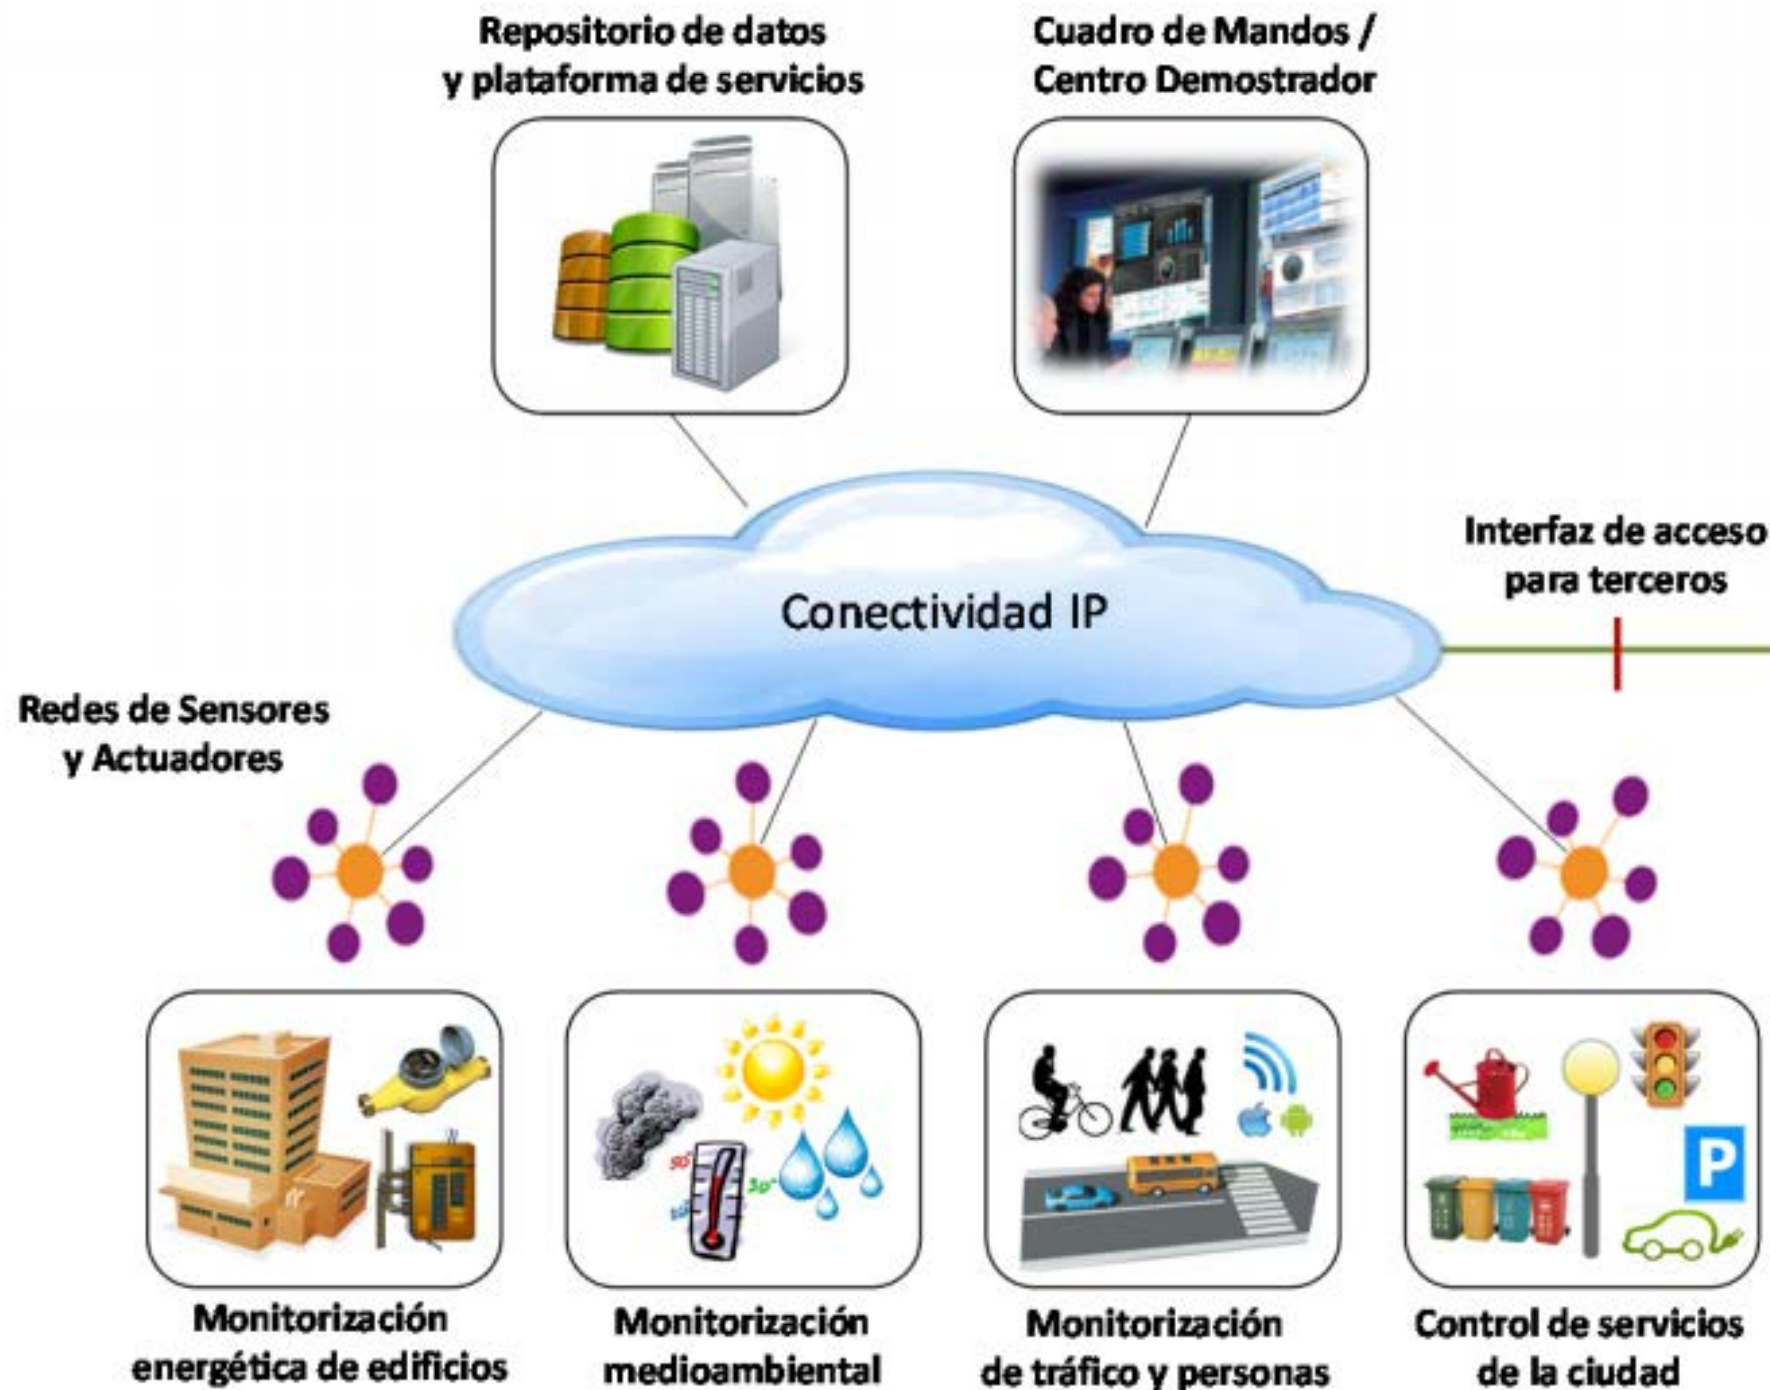 Repositorio de datos
y plataforma de servicios
Cuadro de Mandos /
Centro Demostrador
Interfaz de acceso
para terceros
Conectividad IP
Redes de Sensores
y Actuadores
50°
30°
P
Monitorización
energética de edificios
Monitorización
medioambiental
Monitorización
de tráfico y personas
Control de servicios
de la ciudad